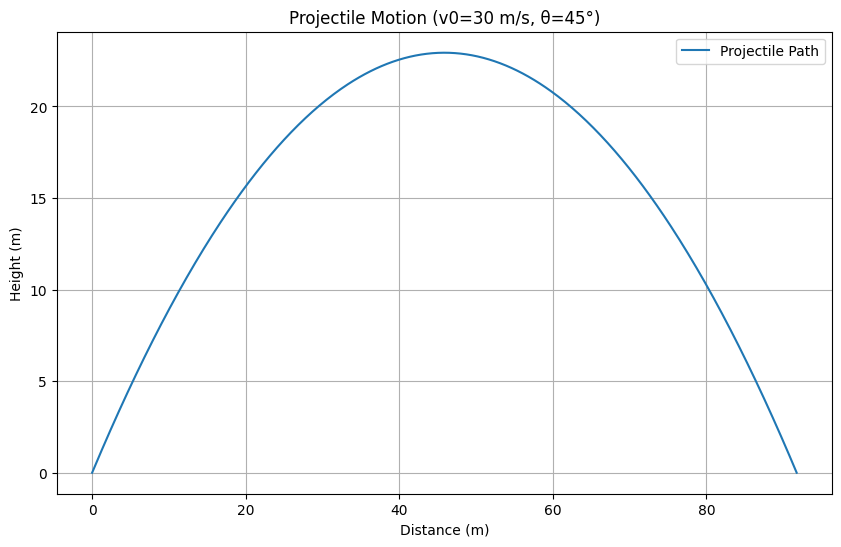 Projectile Motion (v0=30 m/s, θ=45°)
Projectile Path
Height (m)
20
15
10
5
0
0 20 40 60 80
Distance (m)